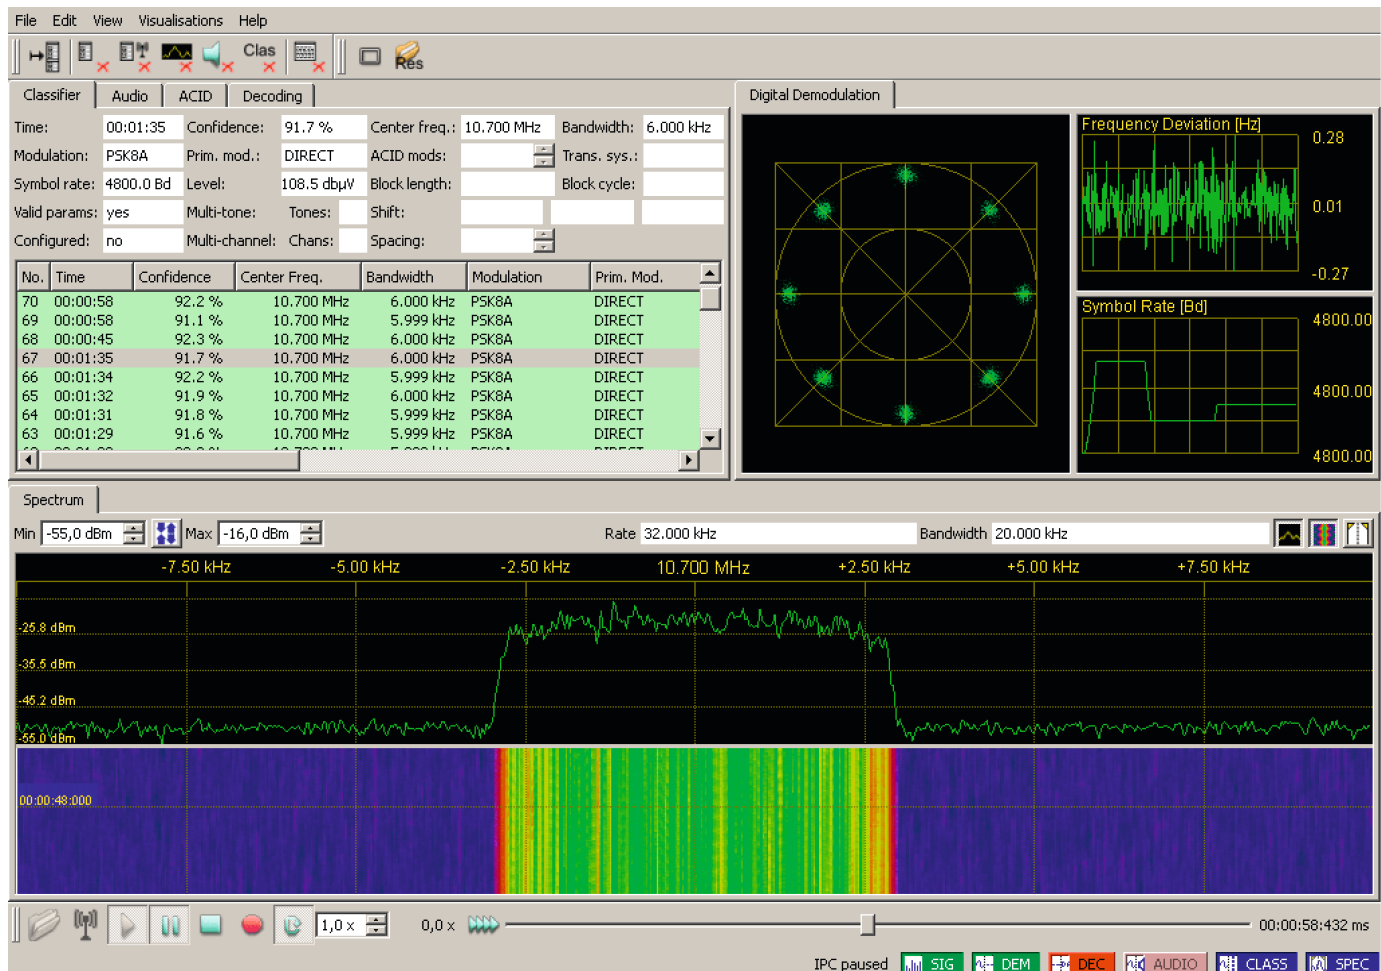 File Edit View Visualisations Help
Clas
Res
Classifier Audio ACID Decoding
Time: 00:01:35 Confidence: 91.7 % Center freq.: 10.700 MHz Bandwidth: 6.000 kHz
Modulation: PSK8A Prim. mod.: DIRECT ACID mods: Trans. sys.:
Symbol rate: 4800.0 Bd Level: 108.5 dbµV Block length: Block cycle:
Valid params: yes Multi-tone: Tones: Shift:
Configured: no Multi-channel: Chans: Spacing:
No. Time Confidence Center Freq. Bandwidth Modulation Prim. Mod.
70 00:00:58 92.2 % 10.700 MHz 6.000 kHz PSK8A DIRECT
69 00:00:58 91.1 % 10.700 MHz 5.999 kHz PSK8A DIRECT
68 00:00:45 92.3 % 10.700 MHz 6.000 kHz PSK8A DIRECT
67 00:01:35 91.7 % 10.700 MHz 6.000 kHz PSK8A DIRECT
66 00:01:34 92.2 % 10.700 MHz 5.999 kHz PSK8A DIRECT
65 00:01:32 91.9 % 10.700 MHz 6.000 kHz PSK8A DIRECT
64 00:01:31 91.8 % 10.700 MHz 5.999 kHz PSK8A DIRECT
63 00:01:29 91.6 % 10.700 MHz 5.999 kHz PSK8A DIRECT
Digital Demodulation
Frequency Deviation [Hz]
0.28
0.01
-0.27
Symbol Rate [Bd]
4800.00
4800.00
4800.00
Spectrum
Min -55,0 dBm Max -16,0 dBm Rate 32.000 kHz Bandwidth 20.000 kHz
-7.50 kHz -5.00 kHz -2.50 kHz 10.700 MHz +2.50 kHz +5.00 kHz +7.50 kHz
-25.8 dBm
-35.5 dBm
-45.2 dBm
-55.0 dBm
00:00:48:000
1,0 x 0,0 x 00:00:58:432 ms
IPC paused SIG DEM DEC AUDIO CLASS SPEC